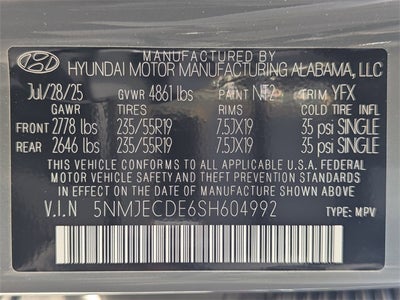 MANUFACTURED BY
HYUNDAI MOTOR MANUFACTURING ALABAMA, LLC
Jul/28/25 GVWR 4861 lbs PAINT NT2 TRIM YFX
GAWR TIRES RIMS COLD TIRE INF
FRONT 2778 lbs 235/55R19 7.5JX19 35 psi SINGLE
REAR 2646 lbs 235/55R19 7.5JX19 35 psi SINGLE
THIS VEHICLE CONFORMS TO ALL APPLICABLE U.S.A FEDERAL
MOTOR VEHICLE SAFETY AND THEFT PREVENTION STANDARDS
IN EFFECT ON THE DATE OF MANUFACTURE SHOWN ABOVE.
V.I.N 5NMJECDE6SH604992 TYPE: MPV